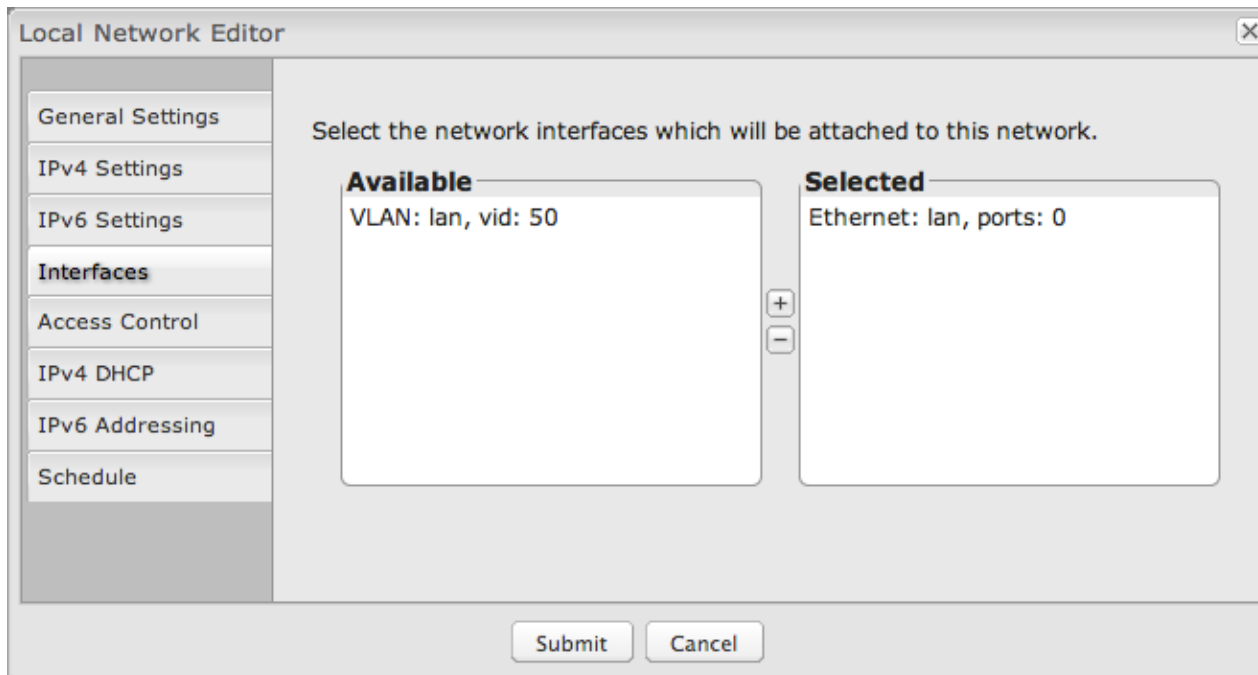 Local Network Editor
General Settings
IPv4 Settings
IPv6 Settings
Interfaces
Access Control
IPv4 DHCP
IPv6 Addressing
Schedule
Select the network interfaces which will be attached to this network.
Available
VLAN: lan, vid: 50
+
−
Selected
Ethernet: lan, ports: 0
Submit
Cancel